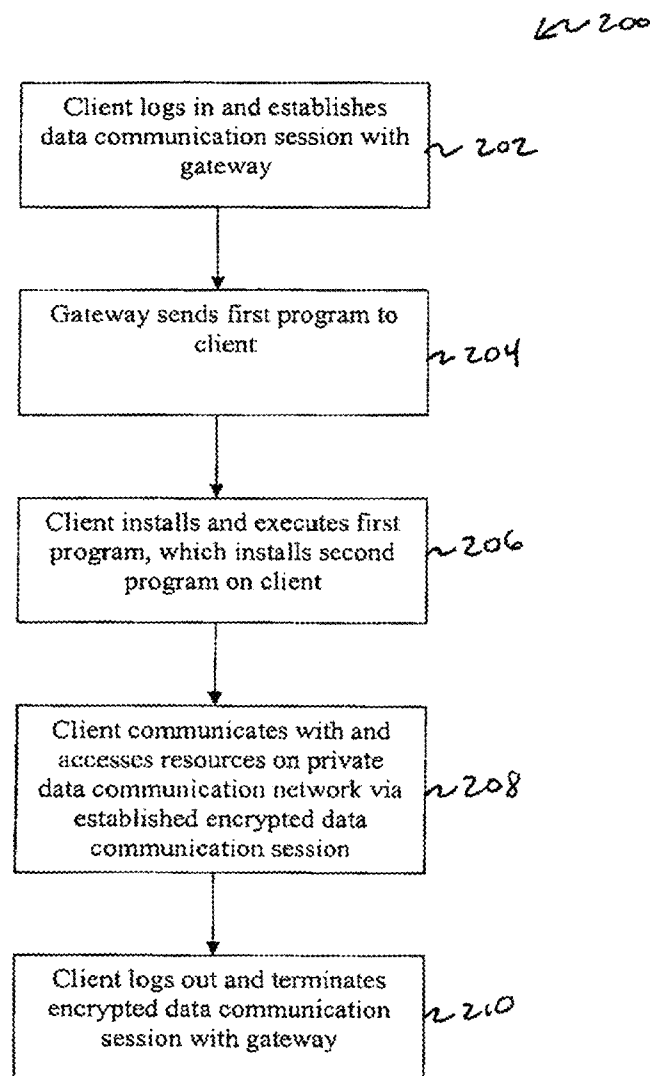 200
Client logs in and establishes
data communication session with
gateway
202
Gateway sends first program to
client
204
Client installs and executes first
program, which installs second
program on client
206
Client communicates with and
accesses resources on private
data communication network via
established encrypted data
communication session
208
Client logs out and terminates
encrypted data communication
session with gateway
210